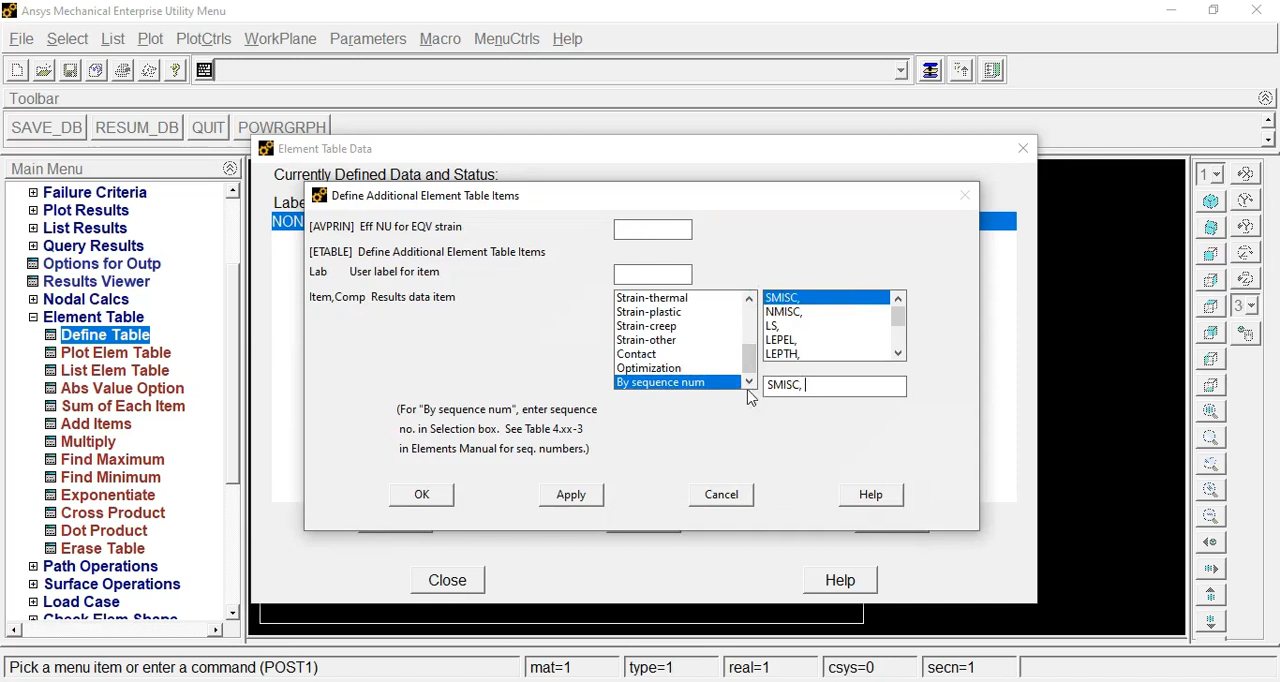 Ansys Mechanical Enterprise Utility Menu
File Select List Plot PlotCtrls WorkPlane Parameters Macro MenuCtrls Help
Toolbar
SAVE_DB RESUM_DB QUIT POWRGRPH
Main Menu
Failure Criteria
Plot Results
List Results
Query Results
Options for Outp
Results Viewer
Nodal Calcs
Element Table
Define Table
Plot Elem Table
List Elem Table
Abs Value Option
Sum of Each Item
Add Items
Multiply
Find Maximum
Find Minimum
Exponentiate
Cross Product
Dot Product
Erase Table
Path Operations
Surface Operations
Load Case
Check Elem Shape
Element Table Data
Currently Defined Data and Status:
Labe
NON
Define Additional Element Table Items
[AVPRIN] Eff NU for EQV strain
[ETABLE] Define Additional Element Table Items
Lab User label for item
Item,Comp Results data item
Strain-thermal
Strain-plastic
Strain-creep
Strain-other
Contact
Optimization
By sequence num
SMISC,
NMISC,
LS,
LEPEL,
LEPTH,
SMISC,
(For "By sequence num", enter sequence
no. in Selection box. See Table 4.xx-3
in Elements Manual for seq. numbers.)
OK Apply Cancel Help
Close Help
1
3
Pick a menu item or enter a command (POST1) mat=1 type=1 real=1 csys=0 secn=1